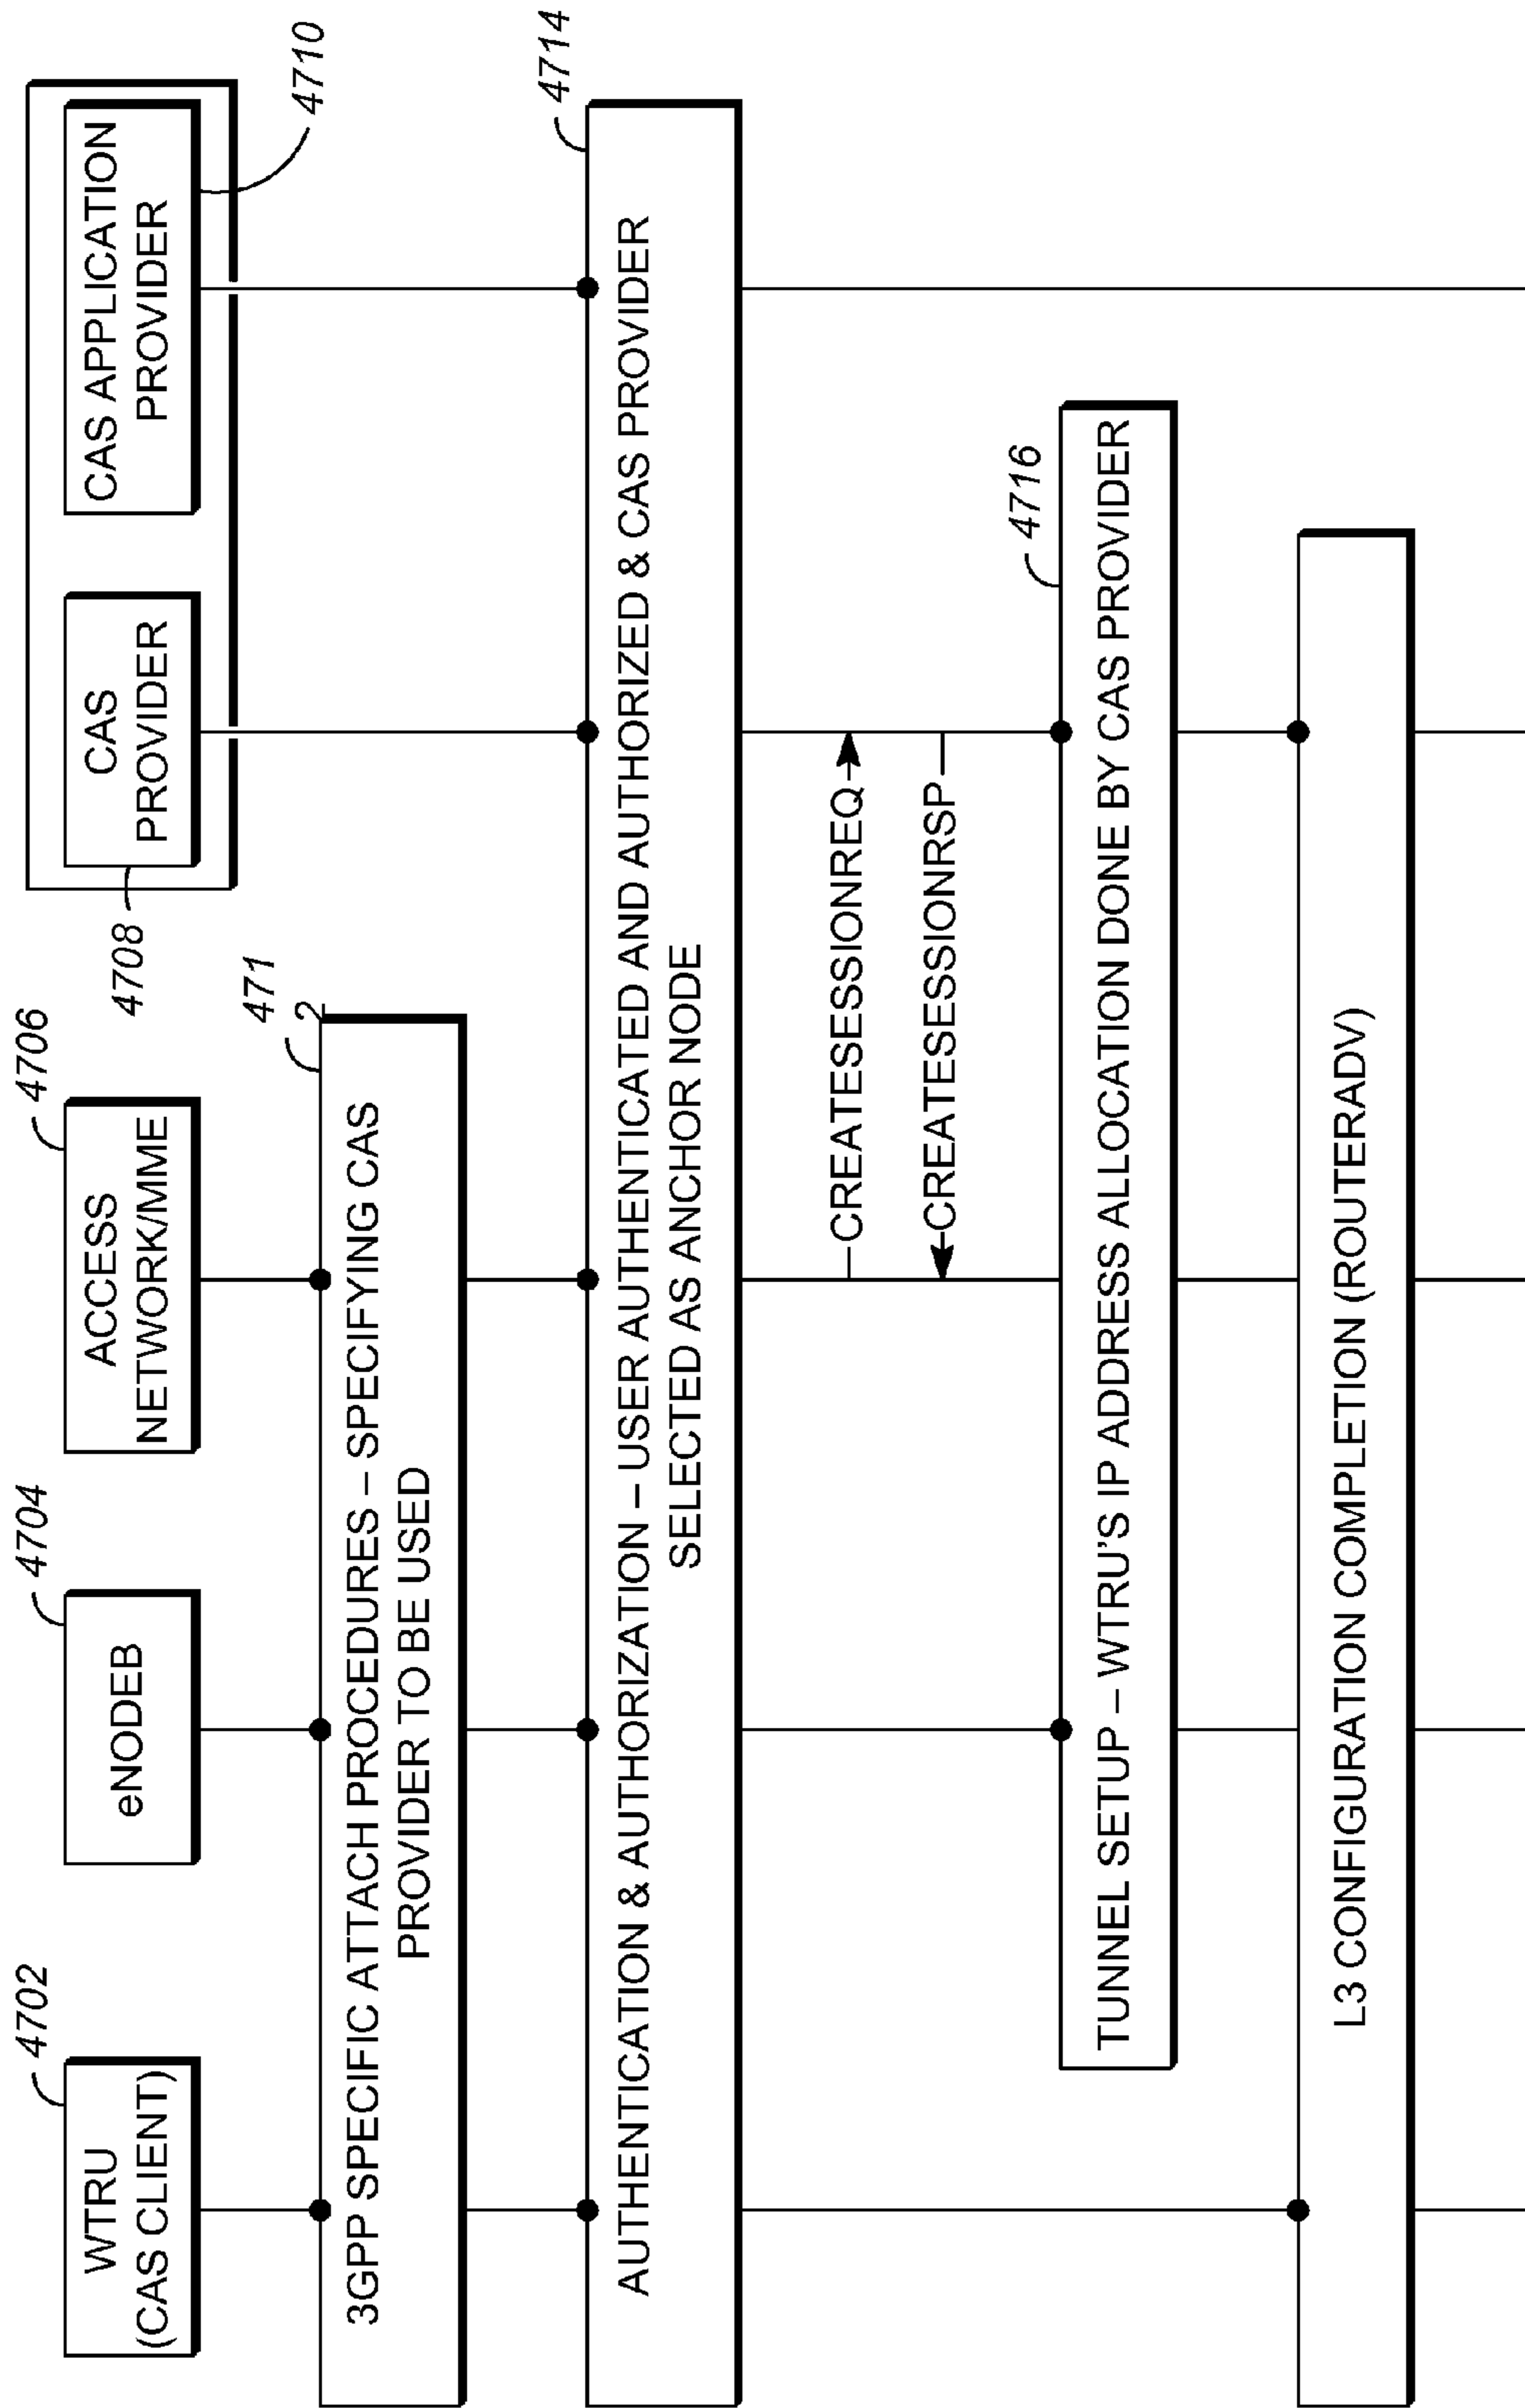 4702
4704
4706
WTRU
(CAS CLIENT)
eNODEB
ACCESS
NETWORK/MME
CAS
PROVIDER
CAS APPLICATION
PROVIDER
4708
4710
471
2
3GPP SPECIFIC ATTACH PROCEDURES – SPECIFYING CAS
PROVIDER TO BE USED
4714
AUTHENTICATION & AUTHORIZATION – USER AUTHENTICATED AND AUTHORIZED & CAS PROVIDER
SELECTED AS ANCHOR NODE
CREATESESSIONREQ
CREATESESSIONRSP
4716
TUNNEL SETUP – WTRU'S IP ADDRESS ALLOCATION DONE BY CAS PROVIDER
L3 CONFIGURATION COMPLETION (ROUTERADV)